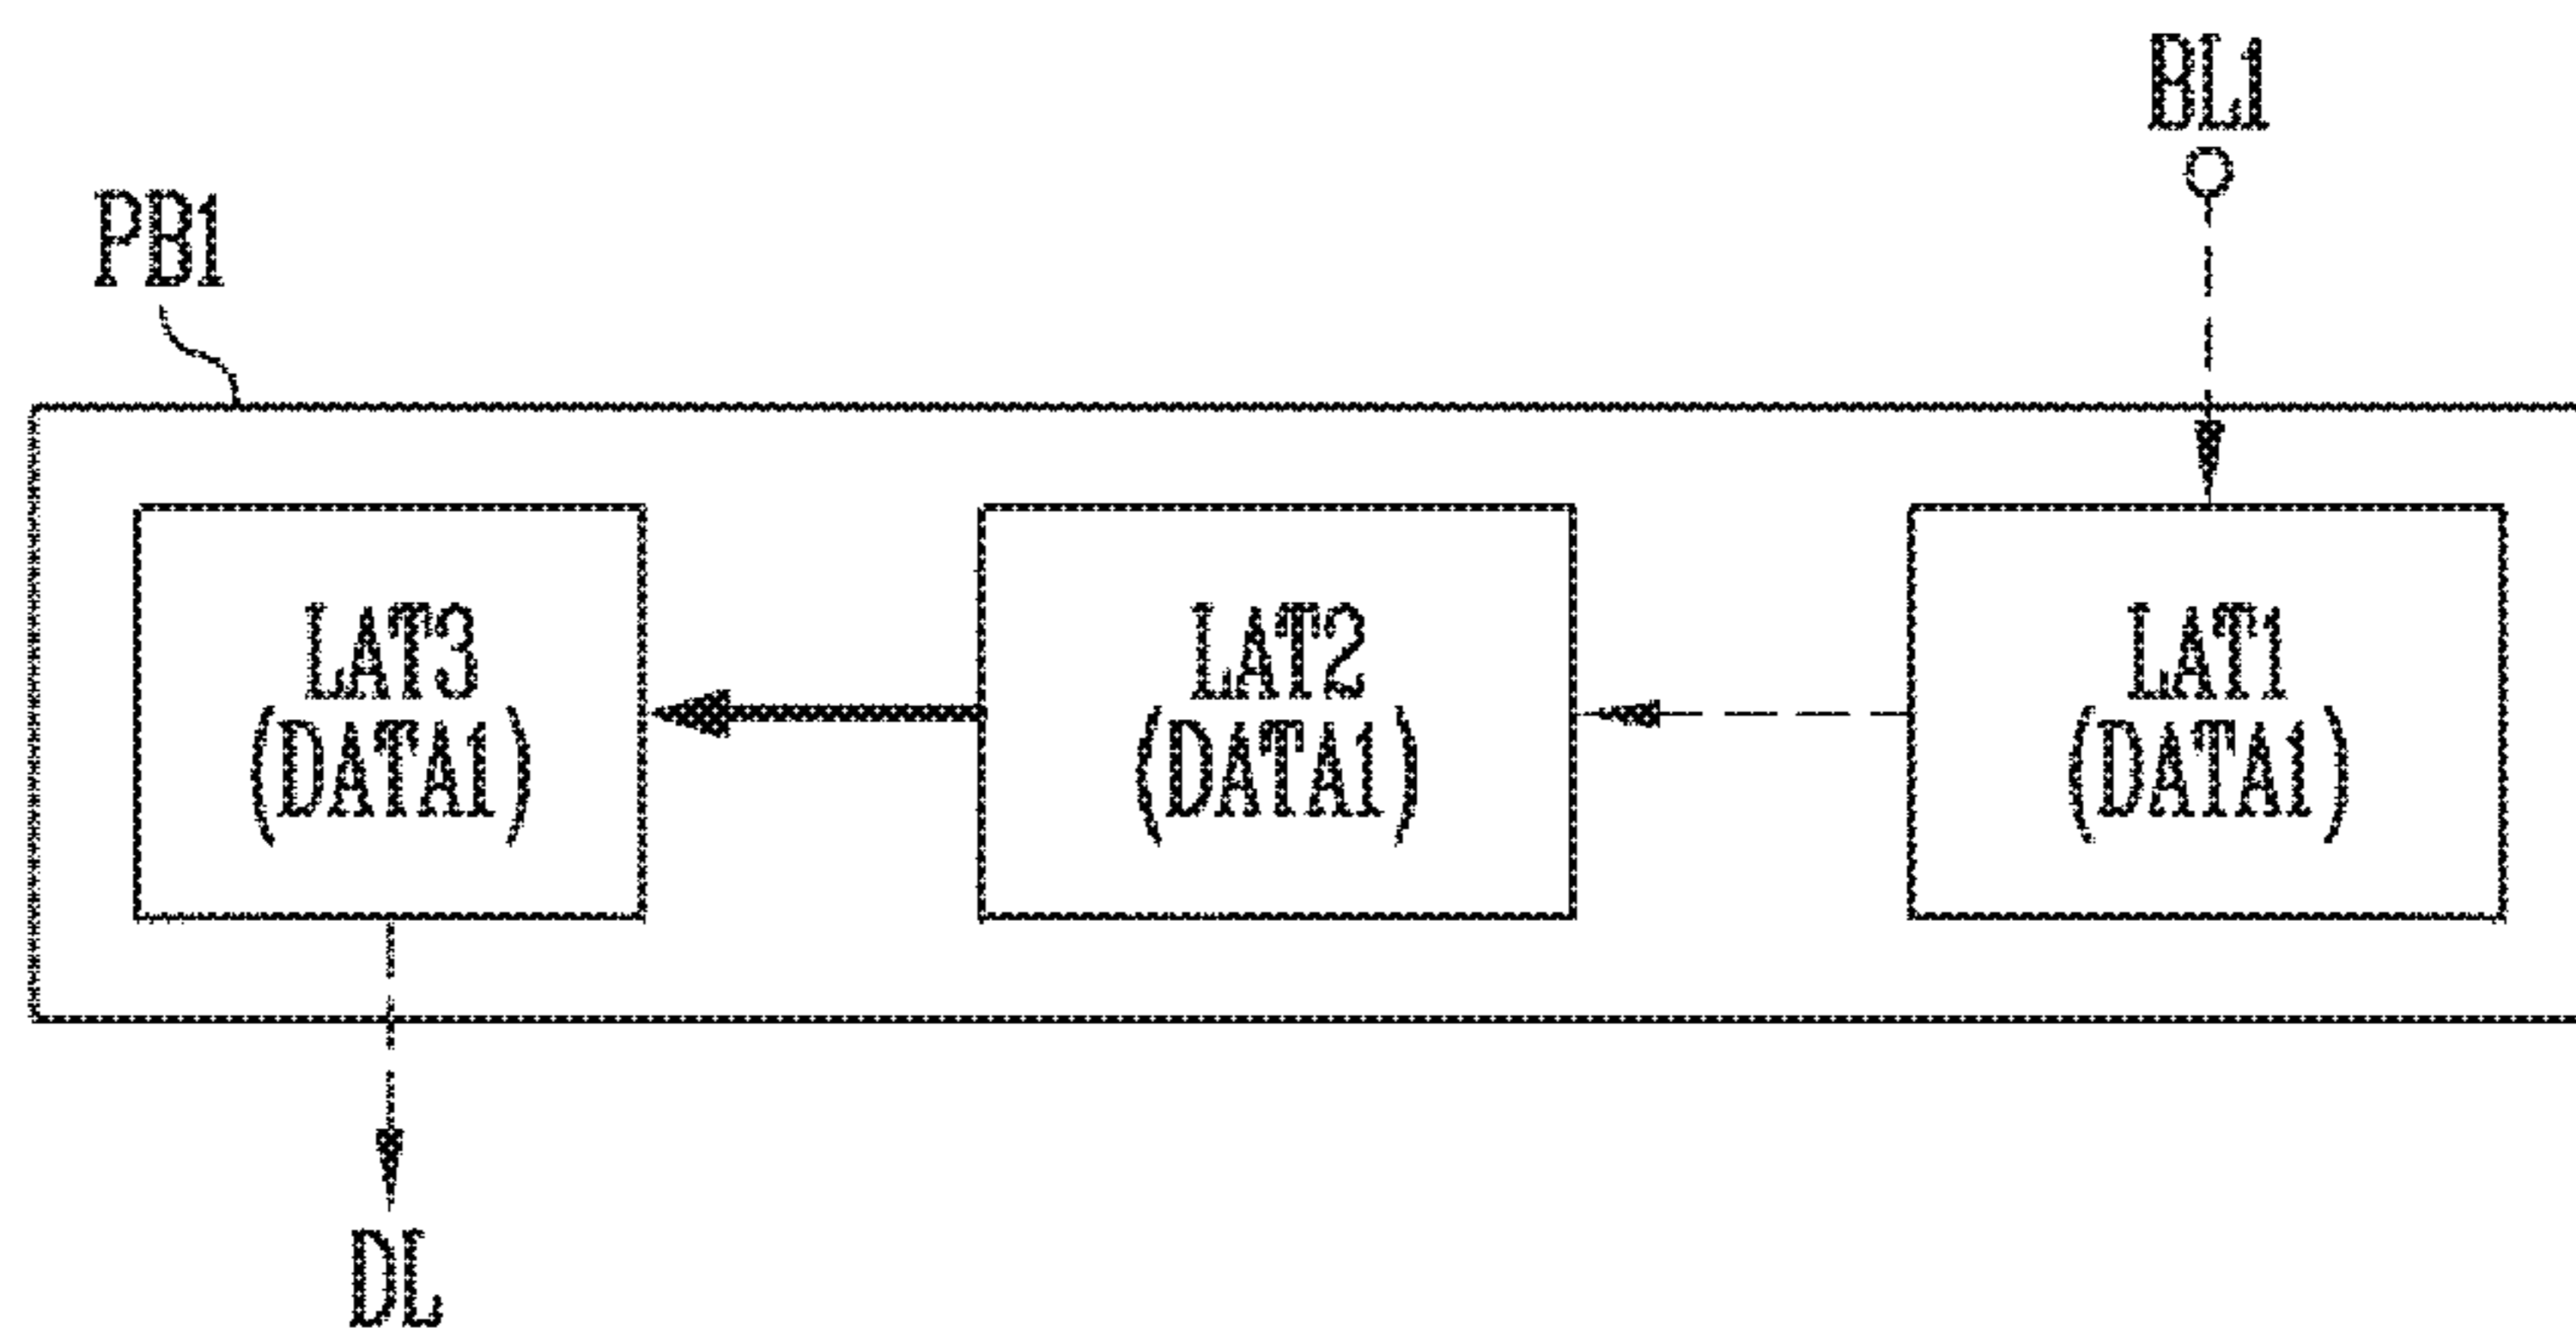 BL1
PB1
LAT3
(DATA1)
LAT2
(DATA1)
LAT1
(DATA1)
DL